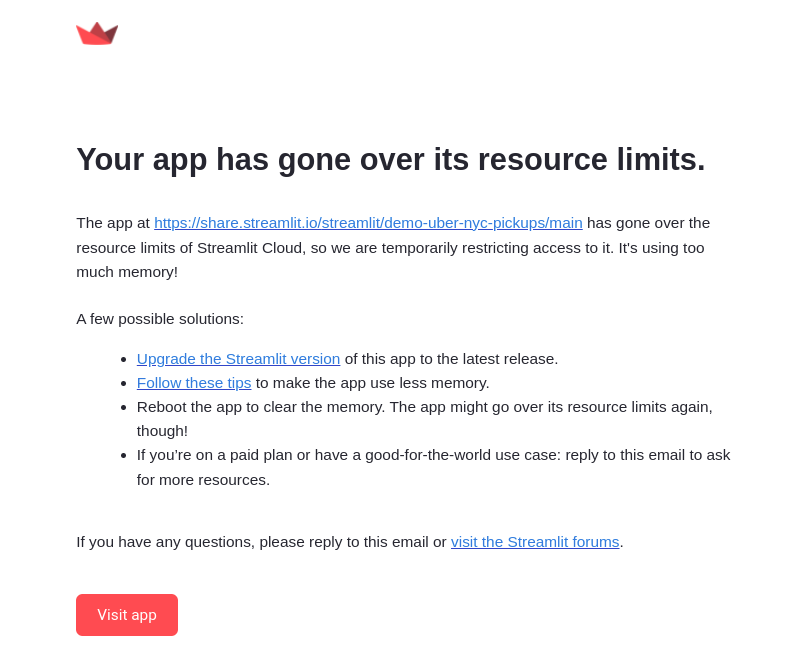 Your app has gone over its resource limits.
The app at https://share.streamlit.io/streamlit/demo-uber-nyc-pickups/main has gone over the
resource limits of Streamlit Cloud, so we are temporarily restricting access to it. It's using too
much memory!
A few possible solutions:
• Upgrade the Streamlit version of this app to the latest release.
• Follow these tips to make the app use less memory.
• Reboot the app to clear the memory. The app might go over its resource limits again,
though!
• If you’re on a paid plan or have a good-for-the-world use case: reply to this email to ask
for more resources.
If you have any questions, please reply to this email or visit the Streamlit forums.
Visit app